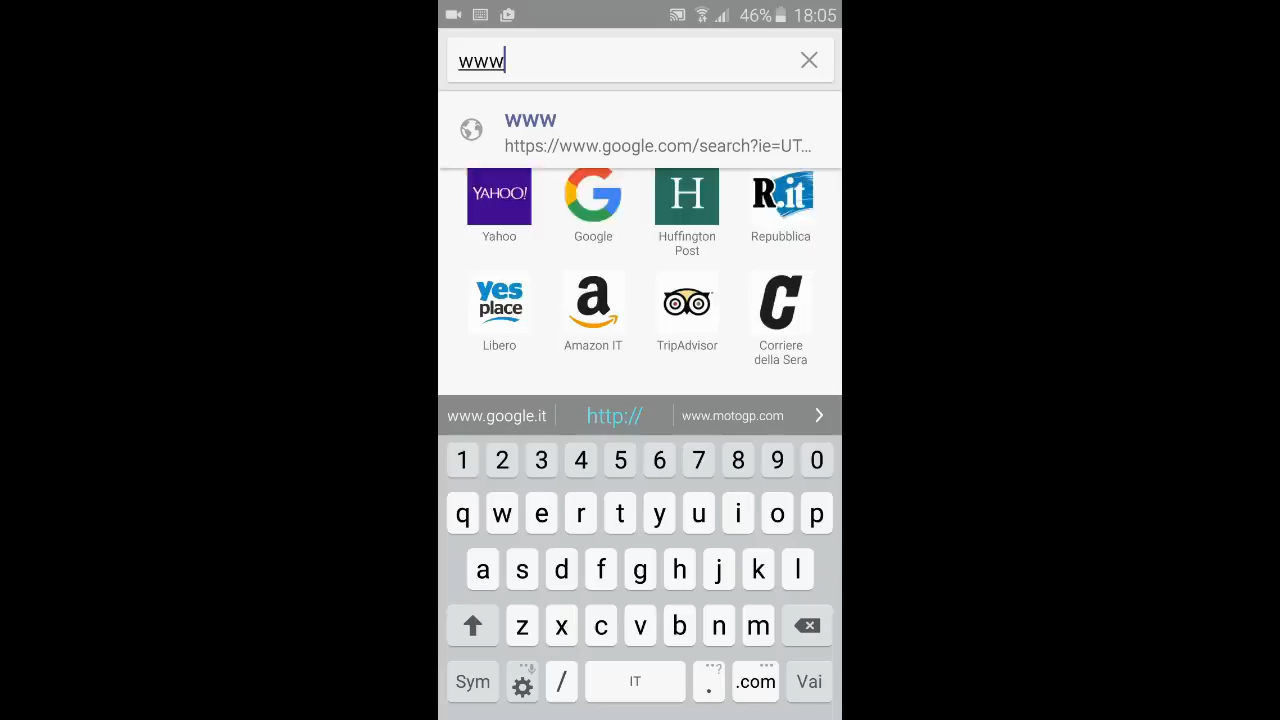 46% 18:05
www
www
https://www.google.com/search?ie=UT...
YAHOO! G H R.it
Yahoo Google Huffington Post Repubblica
yes place a C
Libero Amazon IT TripAdvisor Corriere della Sera
www.google.it http:// www.motogp.com
1 2 3 4 5 6 7 8 9 0
q w e r t y u i o p
a s d f g h j k l
z x c v b n m
Sym / IT . .com Vai